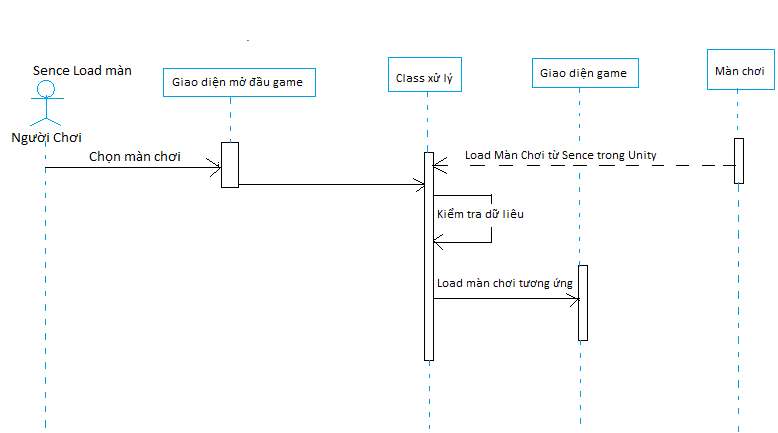 Sence Load màn
Người Chơi
Giao diện mở đầu game
Class xử lý
Giao diện game
Màn chơi
Chọn màn chơi
Load Màn Chơi từ Sence trong Unity
Kiểm tra dữ liêu
Load màn chơi tương ứng